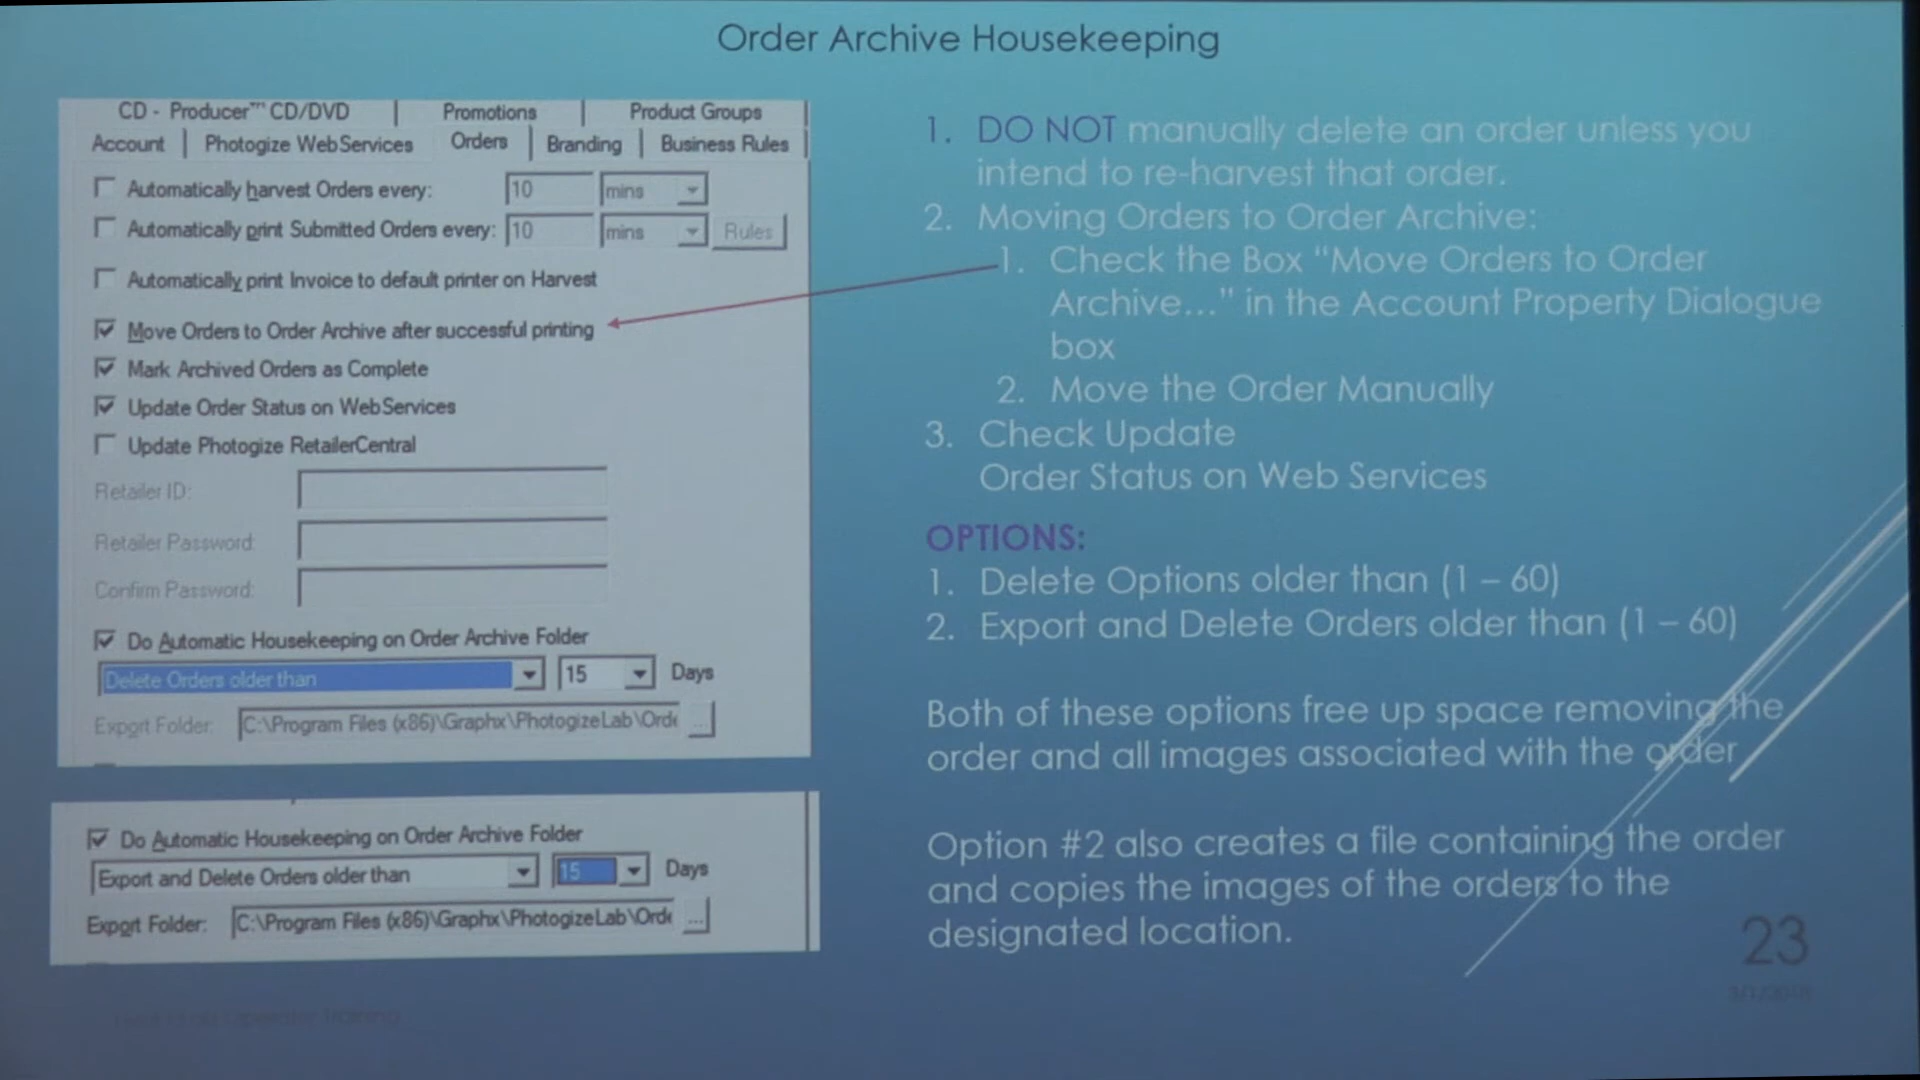 Order Archive Housekeeping
CD - Producer™ CD/DVD Promotions Product Groups
Account Photogize WebServices Orders Branding Business Rules
Automatically harvest Orders every: 10 mins
Automatically print Submitted Orders every: 10 mins Rules
Automatically print Invoice to default printer on Harvest
Move Orders to Order Archive after successful printing
Mark Archived Orders as Complete
Update Order Status on WebServices
Update Photogize RetailerCentral
Retailer ID:
Retailer Password:
Confirm Password:
Do Automatic Housekeeping on Order Archive Folder
Delete Orders older than 15 Days
Export Folder: C:\Program Files (x86)\Graphx\PhotogizeLab\Orde ...
Do Automatic Housekeeping on Order Archive Folder
Export and Delete Orders older than 15 Days
Export Folder: C:\Program Files (x86)\Graphx\PhotogizeLab\Orde ...
1. DO NOT manually delete an order unless you
intend to re-harvest that order.
2. Moving Orders to Order Archive:
1. Check the Box “Move Orders to Order
Archive...” in the Account Property Dialogue
box
2. Move the Order Manually
3. Check Update
Order Status on Web Services
OPTIONS:
1. Delete Options older than (1 – 60)
2. Export and Delete Orders older than (1 – 60)
Both of these options free up space removing the
order and all images associated with the order
Option #2 also creates a file containing the order
and copies the images of the orders to the
designated location.
23
Operator Training